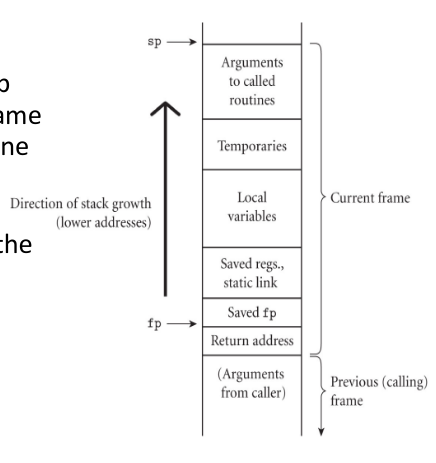 sp
Arguments
to called
routines
ame
ne
Temporaries
Direction of stack growth
(lower addresses)
Local
variables
Current frame
the
Saved regs.,
static link
Saved fp
fp
Return address
(Arguments
from caller)
Previous (calling)
frame